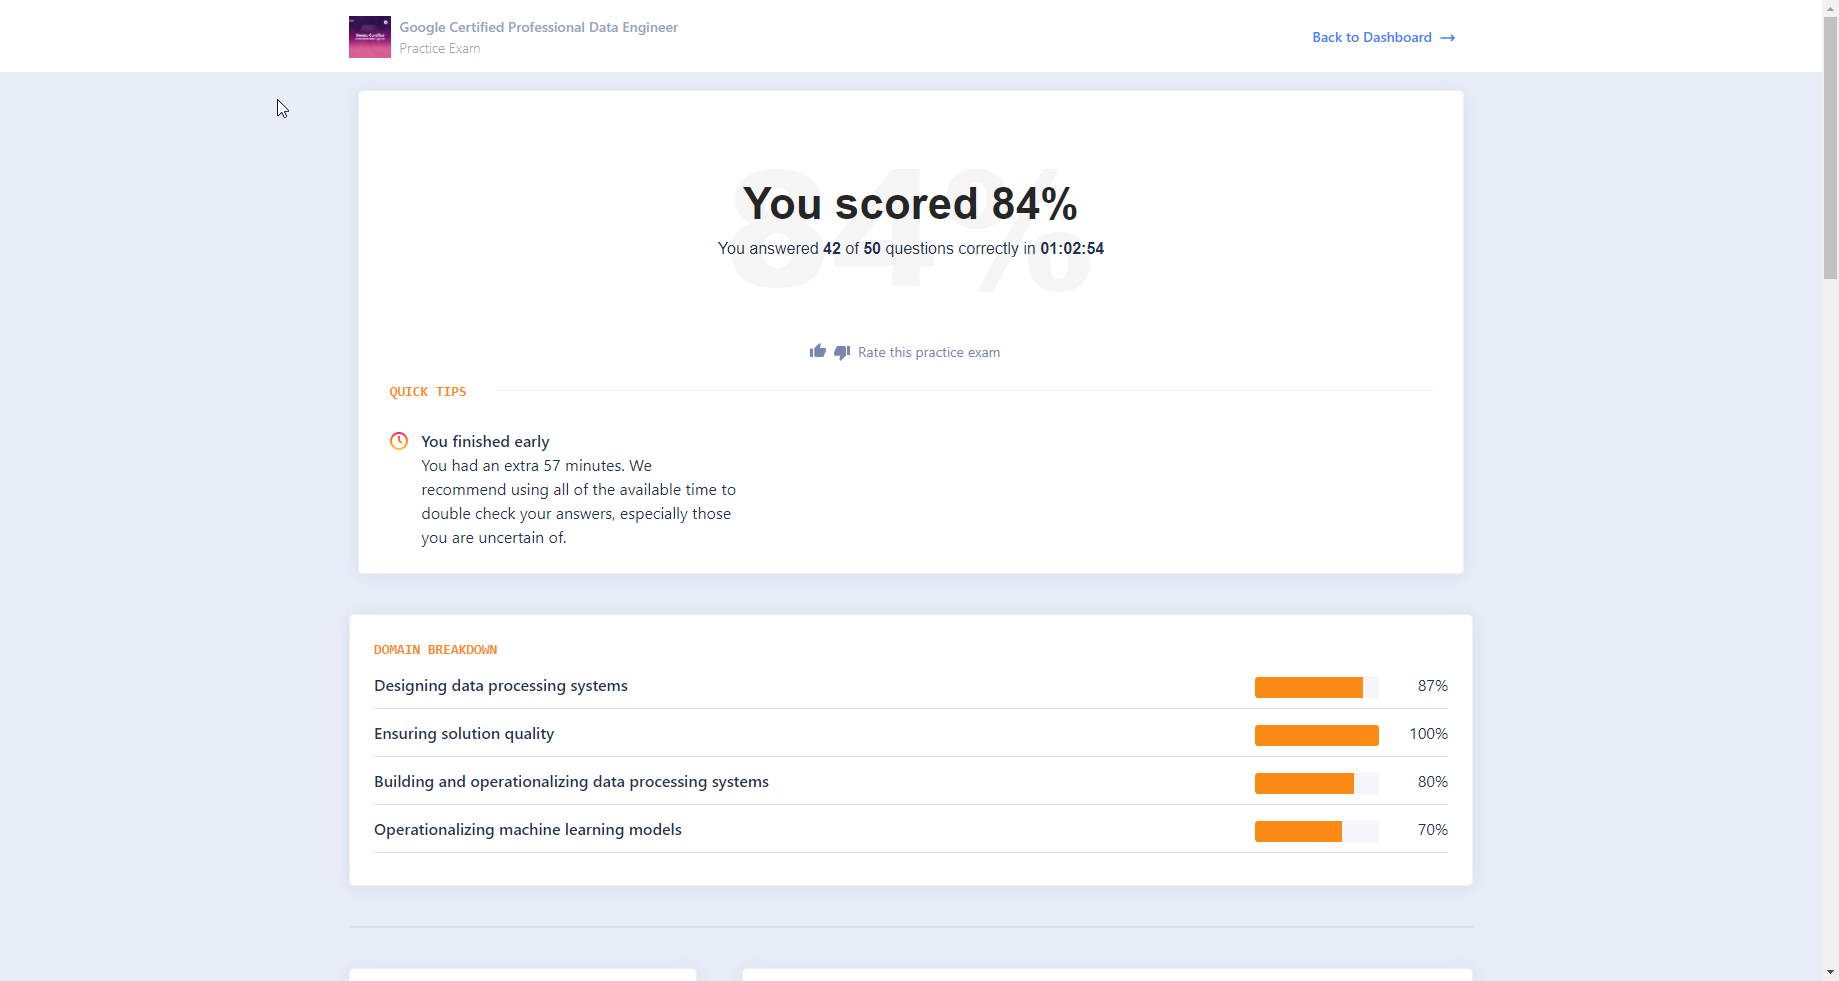 Google Certified Professional Data Engineer
Practice Exam
Back to Dashboard →
84%
You scored 84%
You answered 42 of 50 questions correctly in 01:02:54
Rate this practice exam
QUICK TIPS
You finished early
You had an extra 57 minutes. We
recommend using all of the available time to
double check your answers, especially those
you are uncertain of.
DOMAIN BREAKDOWN
Designing data processing systems 87%
Ensuring solution quality 100%
Building and operationalizing data processing systems 80%
Operationalizing machine learning models 70%